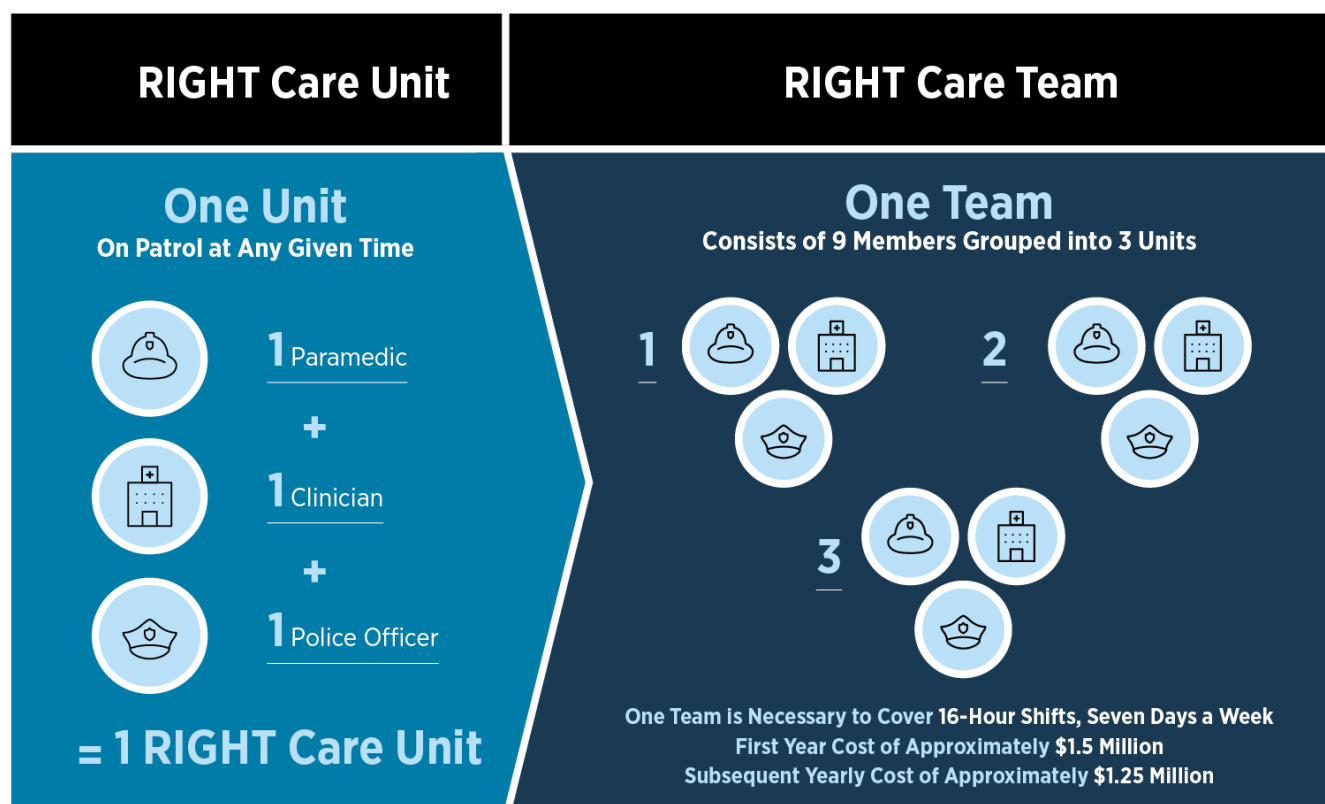 RIGHT Care Unit
RIGHT Care Team
One Unit
On Patrol at Any Given Time
1 Paramedic
+
1 Clinician
+
1 Police Officer
= 1 RIGHT Care Unit
One Team
Consists of 9 Members Grouped into 3 Units
1
2
3
One Team is Necessary to Cover 16-Hour Shifts, Seven Days a Week
First Year Cost of Approximately $1.5 Million
Subsequent Yearly Cost of Approximately $1.25 Million